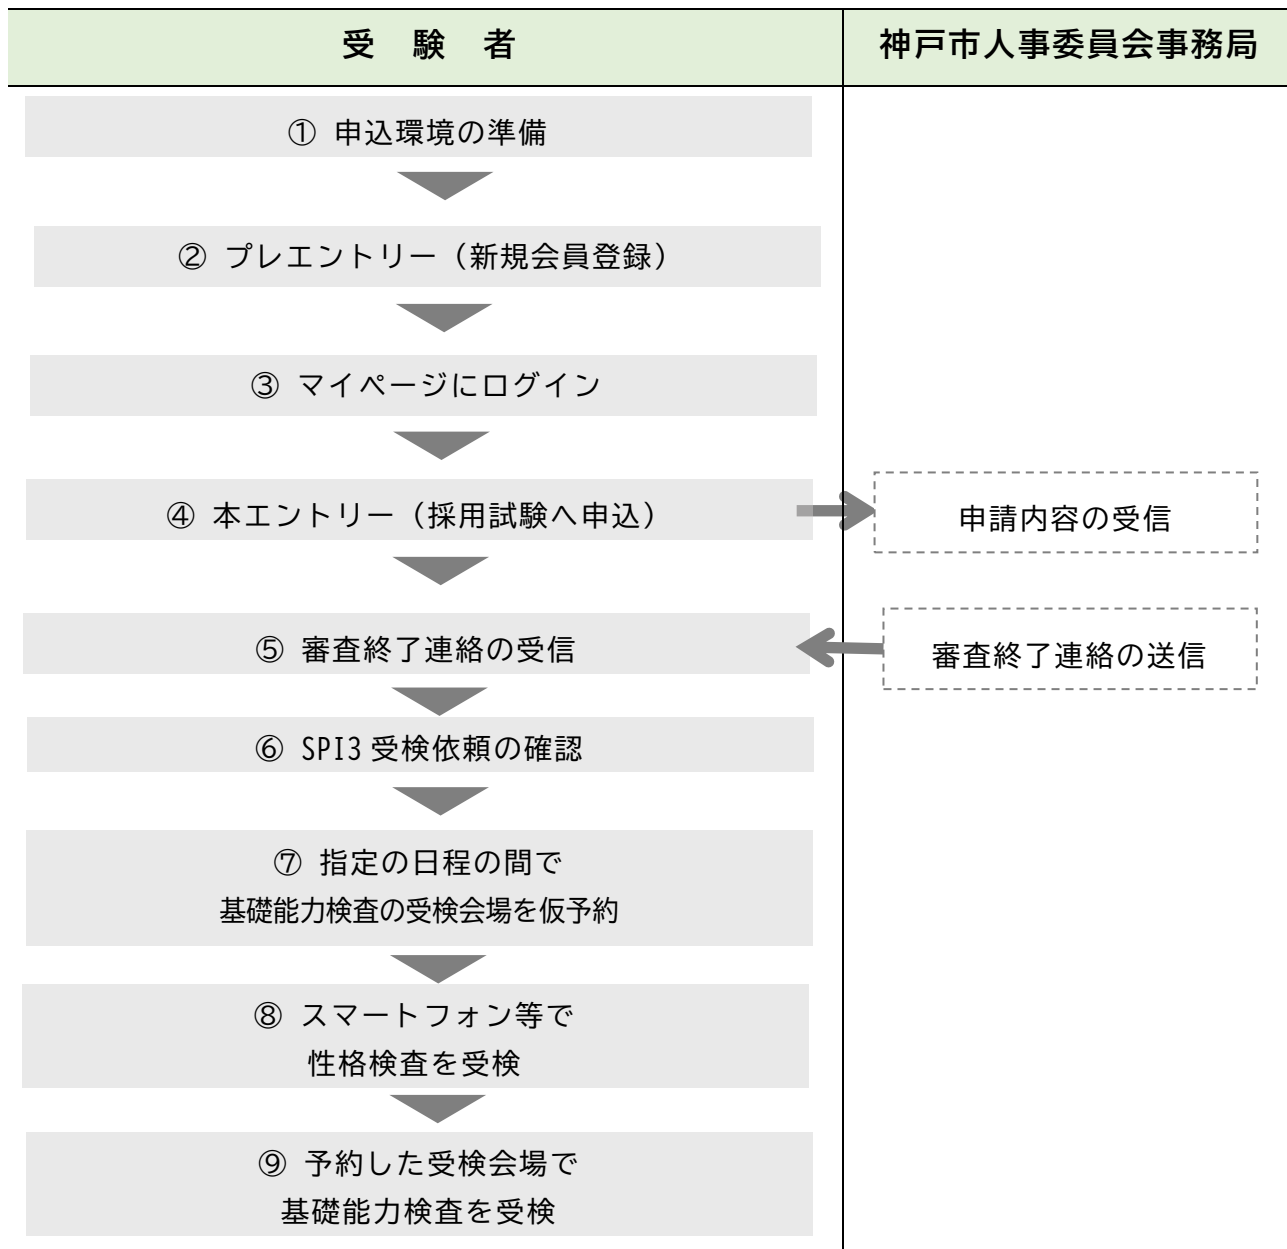 受 験 者
神戸市人事委員会事務局
① 申込環境の準備
② プレエントリー（新規会員登録）
③ マイページにログイン
④ 本エントリー（採用試験へ申込）
申請内容の受信
⑤ 審査終了連絡の受信
審査終了連絡の送信
⑥ SPI3 受検依頼の確認
⑦ 指定の日程の間で
基礎能力検査の受検会場を仮予約
⑧ スマートフォン等で
性格検査を受検
⑨ 予約した受検会場で
基礎能力検査を受検